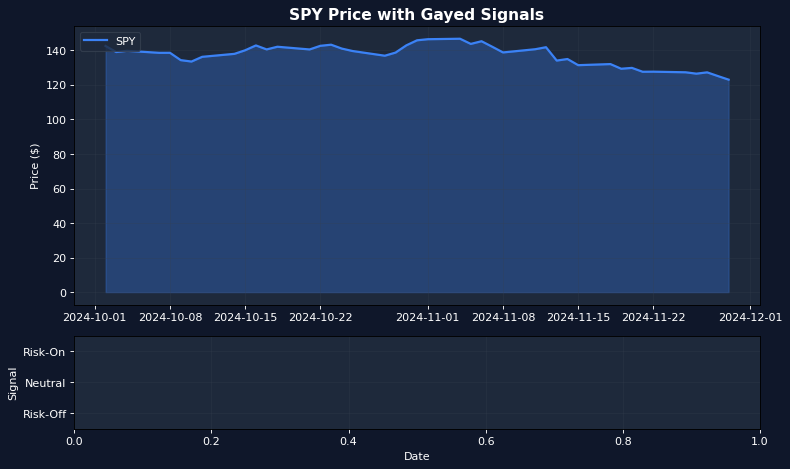 SPY Price with Gayed Signals
SPY
Price ($)
140
120
100
80
60
40
20
0
2024-10-01 2024-10-08 2024-10-15 2024-10-22 2024-11-01 2024-11-08 2024-11-15 2024-11-22 2024-12-01
Signal
Risk-On
Neutral
Risk-Off
0.0 0.2 0.4 0.6 0.8 1.0
Date